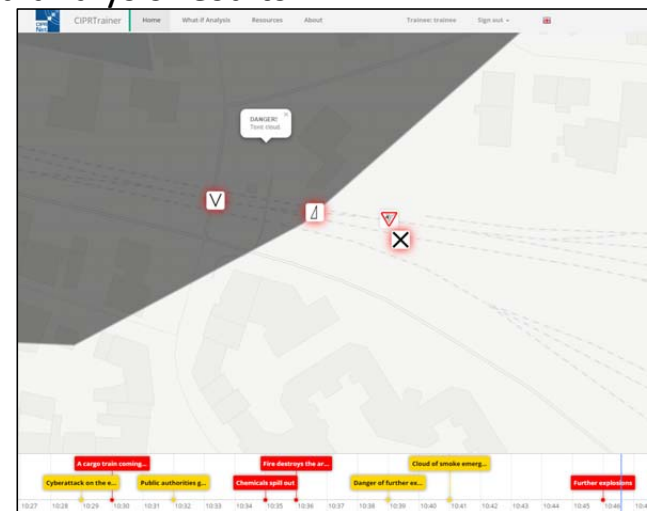 CIPRTrainer Home What if Analysis Resources About Trainee: trainee Sign out
DANGER!
Toxic cloud.
A cargo train coming... Fire destroys the ar... Cloud of smoke emerg...
Cyberattack on the e... Public authorities g... Chemicals spill out Danger of further ex... Further explosions
10:27 10:28 10:29 10:30 10:31 10:32 10:33 10:34 10:35 10:36 10:37 10:38 10:39 10:40 10:41 10:42 10:43 10:44 10:45 10:46